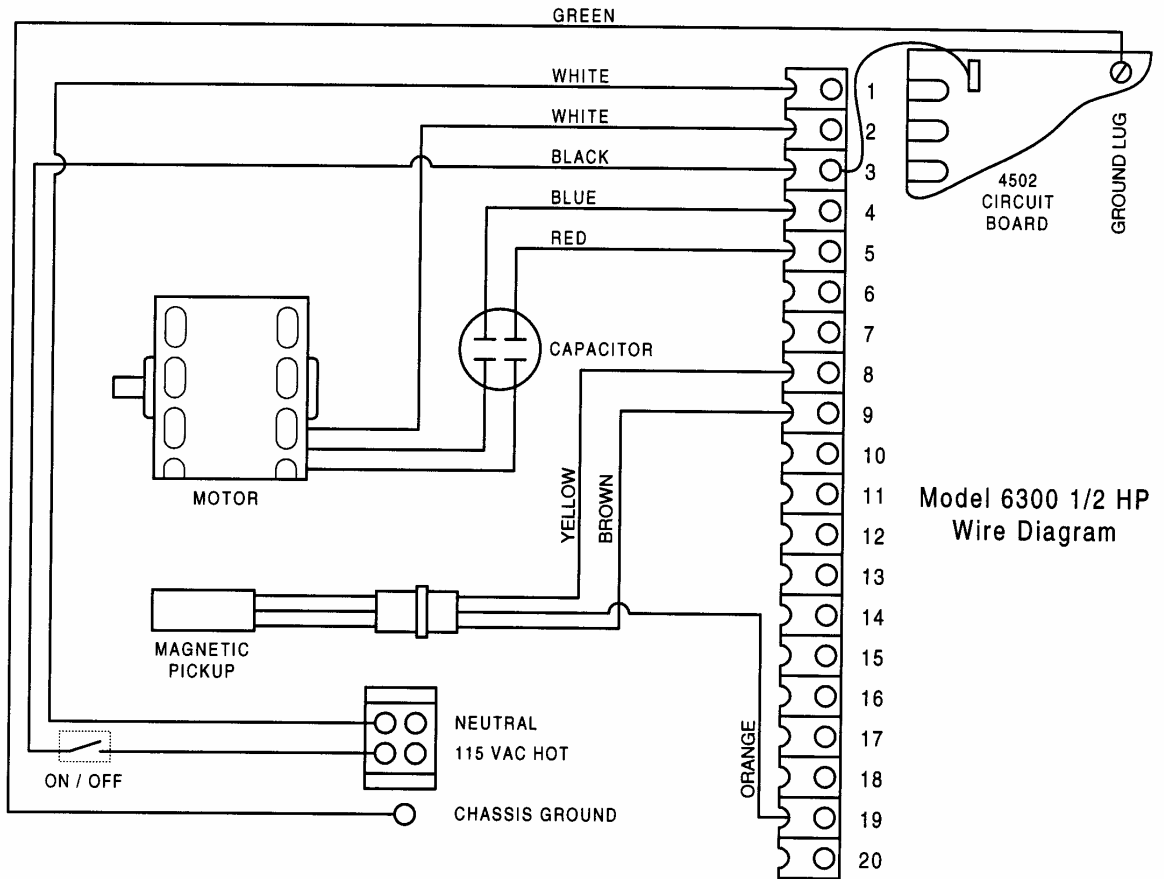 GREEN
WHITE
WHITE
BLACK
BLUE
RED
1
2
3
4
5
6
7
8
9
10
11
12
13
14
15
16
17
18
19
20
4502
CIRCUIT
BOARD
GROUND LUG
CAPACITOR
MOTOR
YELLOW
BROWN
Model 6300 1/2 HP
Wire Diagram
MAGNETIC
PICKUP
ORANGE
NEUTRAL
115 VAC HOT
ON / OFF
CHASSIS GROUND